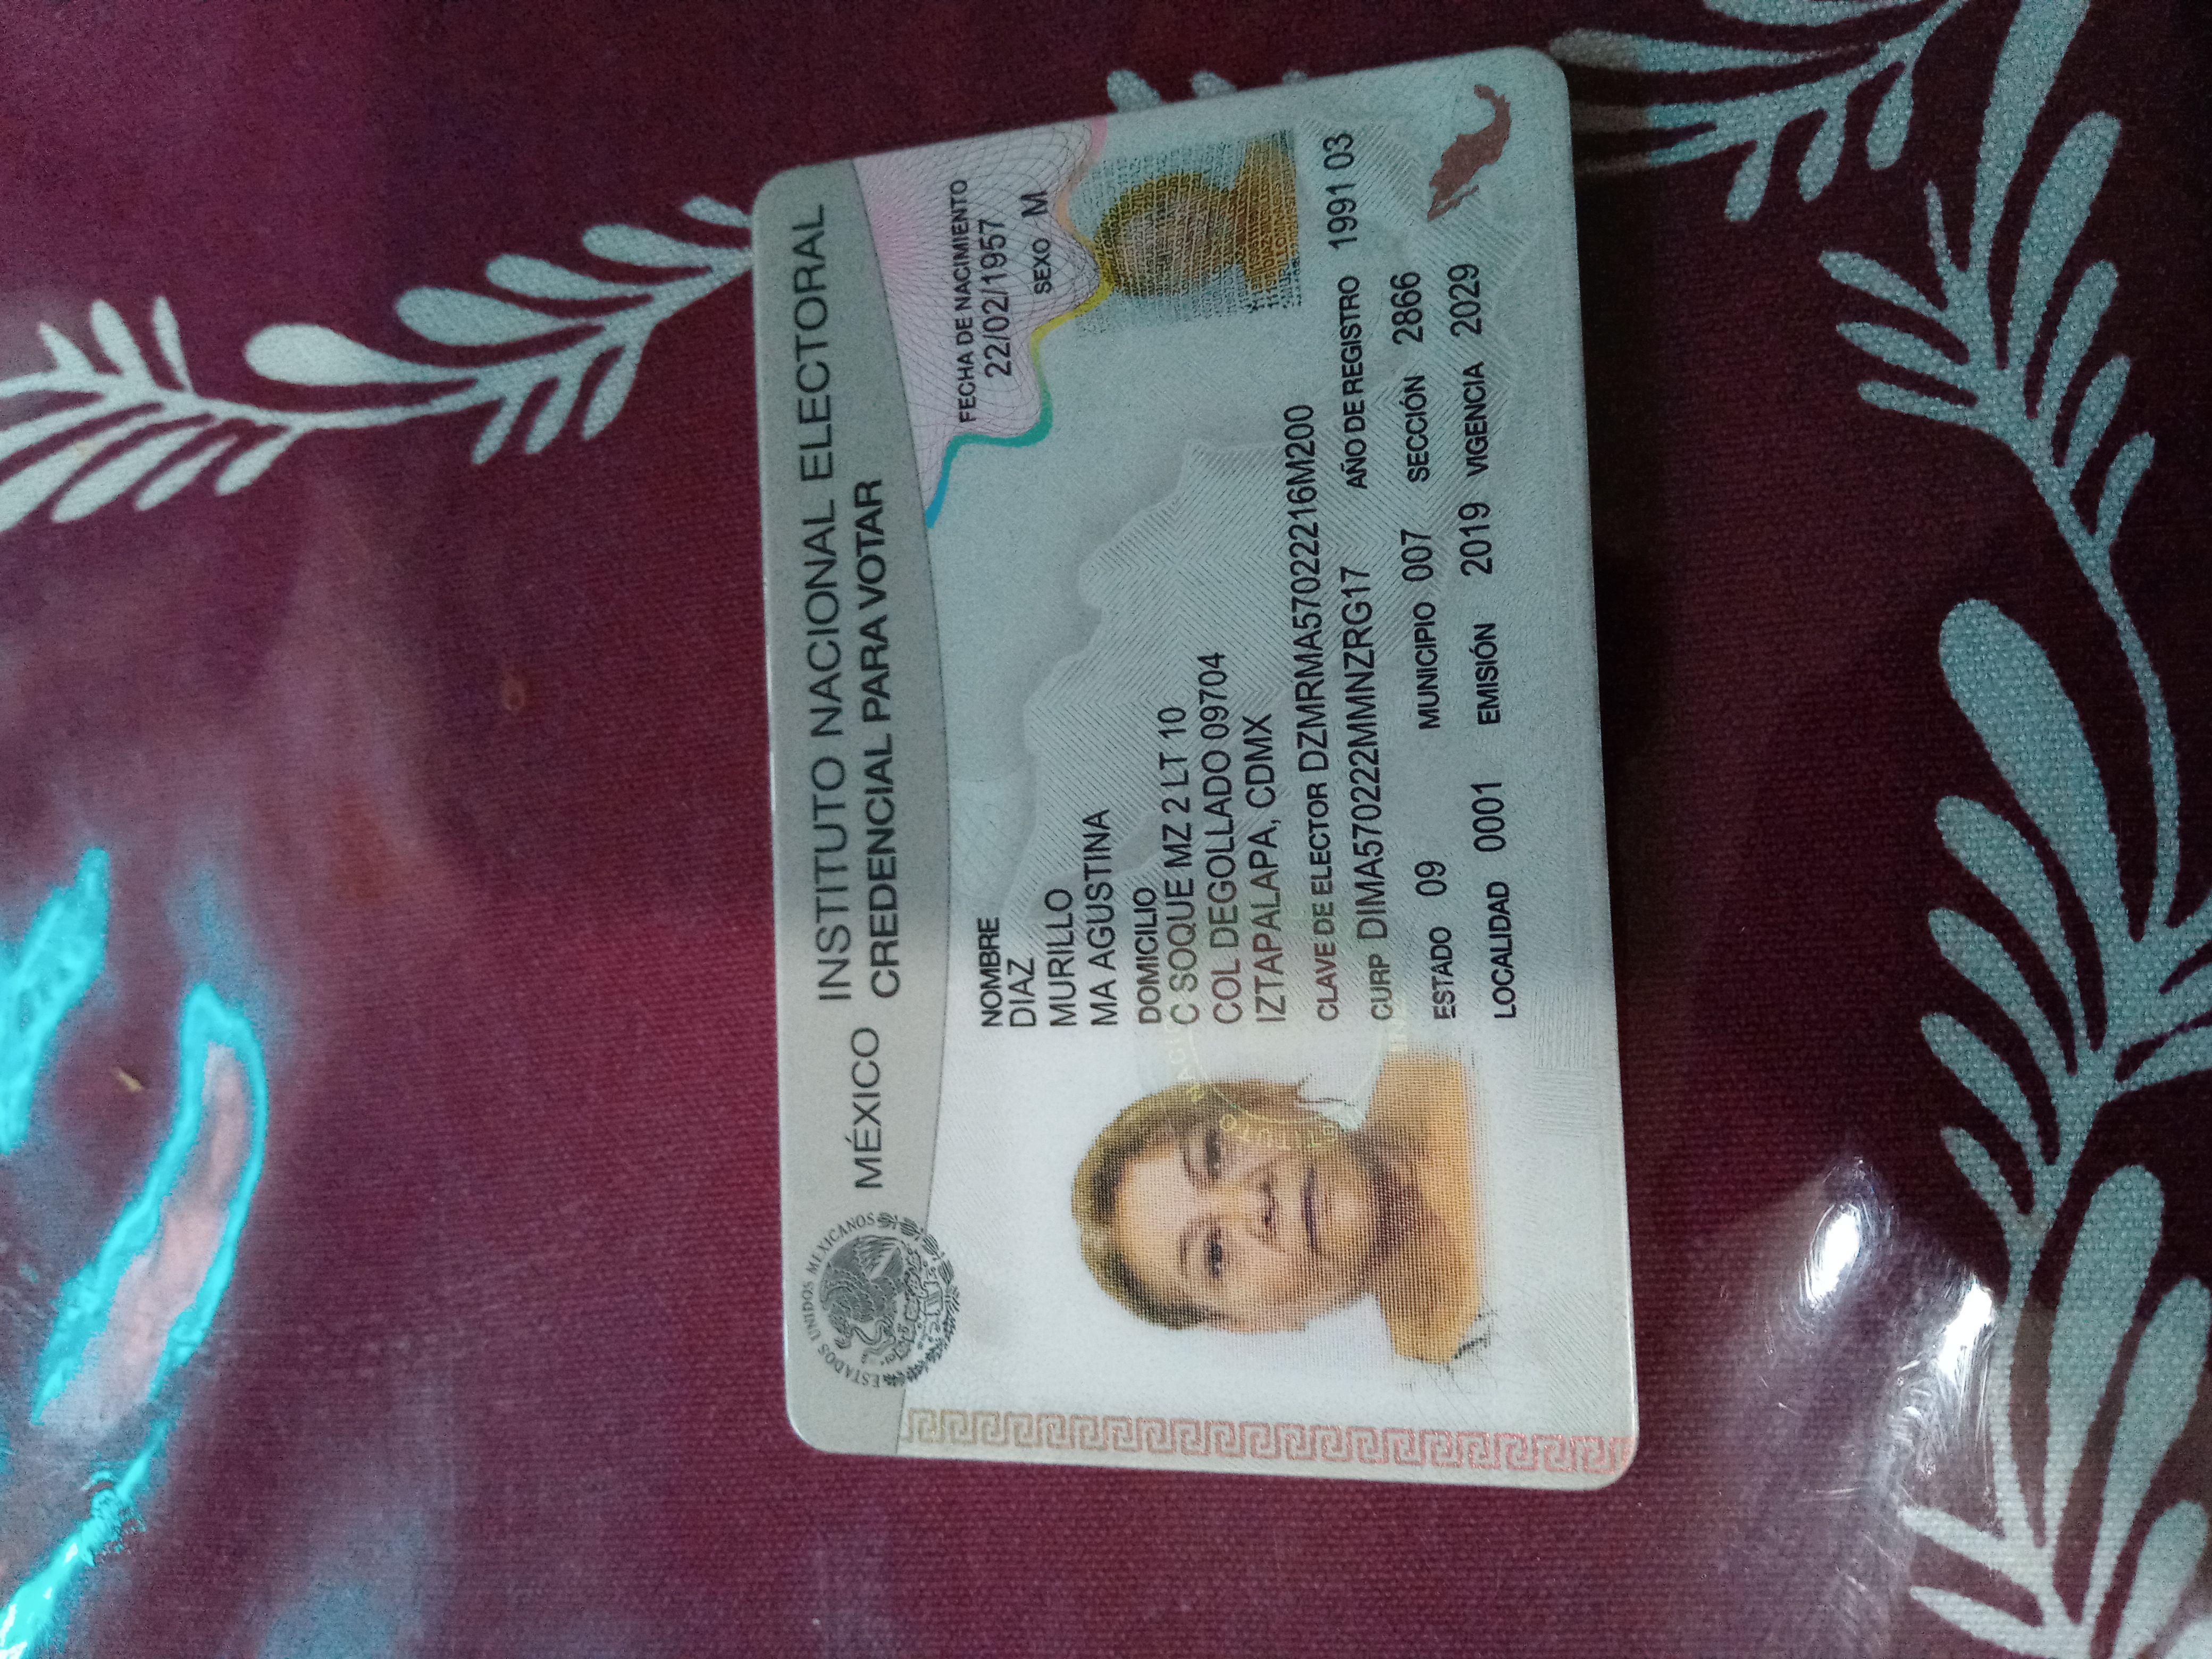 ESTADOS UNIDOS MEXICANOS
MÉXICO
INSTITUTO NACIONAL ELECTORAL
CREDENCIAL PARA VOTAR
FECHA DE NACIMIENTO
22/02/1957
SEXO M
NOMBRE
DIAZ
MURILLO
MA AGUSTINA
DOMICILIO
C SOQUE MZ 2 LT 10
COL DEGOLLADO 09704
IZTAPALAPA, CDMX
CLAVE DE ELECTOR DZMRMA57022216M200
CURP DIMA570222MMNZRG17 AÑO DE REGISTRO 1991 03
ESTADO 09 MUNICIPIO 007 SECCIÓN 2866
LOCALIDAD 0001 EMISIÓN 2019 VIGENCIA 2029